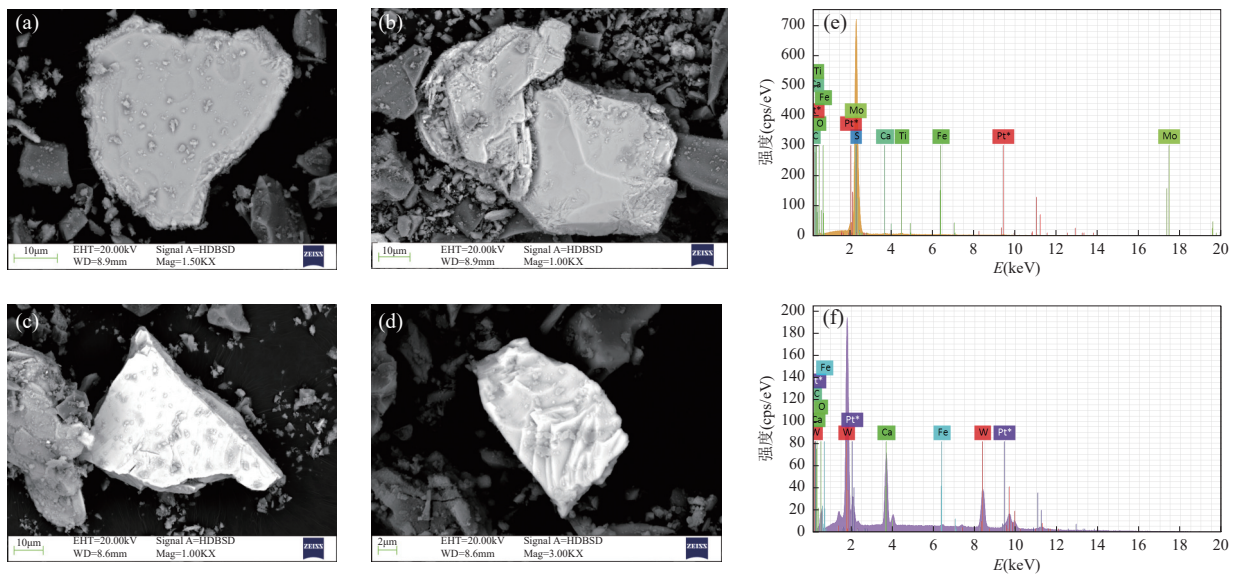 (a)
10μm
EHT=20.00kV
WD=8.9mm
Signal A=HDBSD
Mag=1.50KX
ZEISS
(b)
10μm
EHT=20.00kV
WD=8.9mm
Signal A=HDBSD
Mag=1.00KX
ZEISS
(e)
强度(cps/eV)
700
600
500
400
300
200
100
0
Ti
Fe
O
C
Mo
Pt*
S
Ca
Ti
Fe
Pt*
Mo
2
4
6
8
10
12
14
16
18
20
E(keV)
(c)
10μm
EHT=20.00kV
WD=8.6mm
Signal A=HDBSD
Mag=1.00KX
ZEISS
(d)
2μm
EHT=20.00kV
WD=8.6mm
Signal A=HDBSD
Mag=3.00KX
ZEISS
(f)
强度(cps/eV)
200
180
160
140
120
100
80
60
40
20
0
Fe
C
O
Ca
W
Pt*
W
Ca
Fe
W
Pt*
2
4
6
8
10
12
14
16
18
20
E(keV)